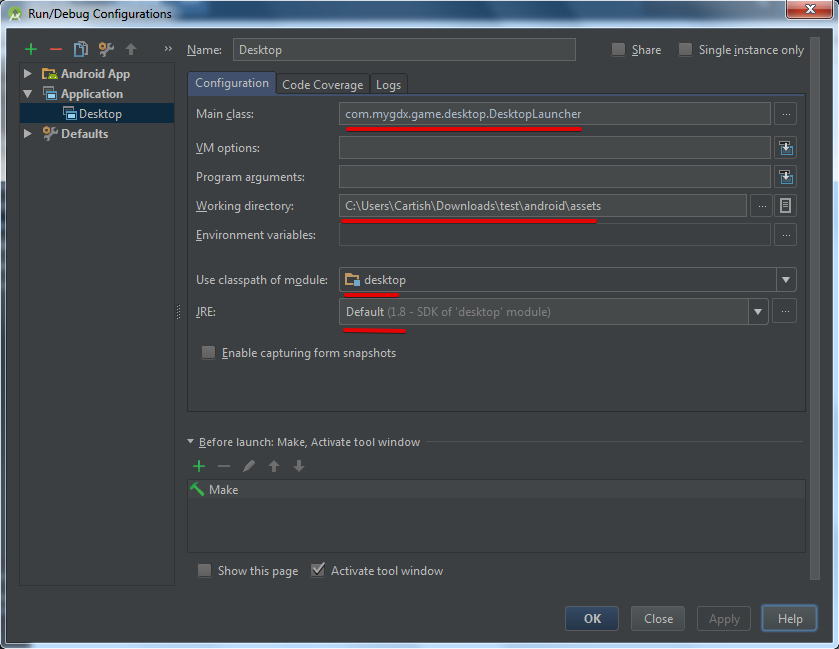 Run/Debug Configurations
Name: Desktop Share Single instance only
Android App
Application
Desktop
Defaults
Configuration Code Coverage Logs
Main class: com.mygdx.game.desktop.DesktopLauncher ...
VM options:
Program arguments:
Working directory: C:\Users\Cartish\Downloads\test\android\assets ...
Environment variables: ...
Use classpath of module: desktop
JRE: Default (1.8 - SDK of 'desktop' module) ...
Enable capturing form snapshots
Before launch: Make, Activate tool window
Make
Show this page Activate tool window
OK Close Apply Help